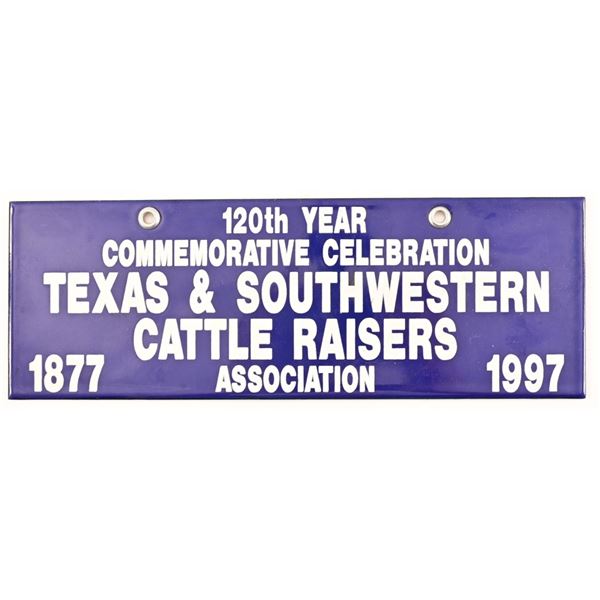 120th YEAR
COMMEMORATIVE CELEBRATION
TEXAS & SOUTHWESTERN
CATTLE RAISERS
1877 ASSOCIATION 1997